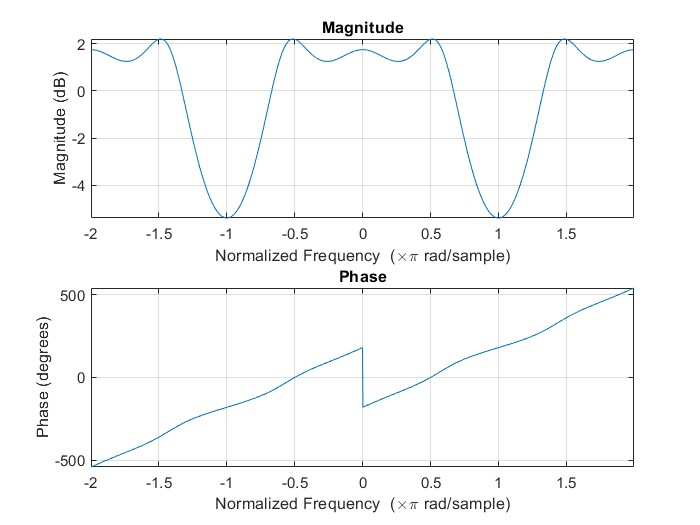 Magnitude
Magnitude (dB)
2
0
-2
-4
-2 -1.5 -1 -0.5 0 0.5 1 1.5
Normalized Frequency (×π rad/sample)
Phase
Phase (degrees)
500
0
-500
-2 -1.5 -1 -0.5 0 0.5 1 1.5
Normalized Frequency (×π rad/sample)